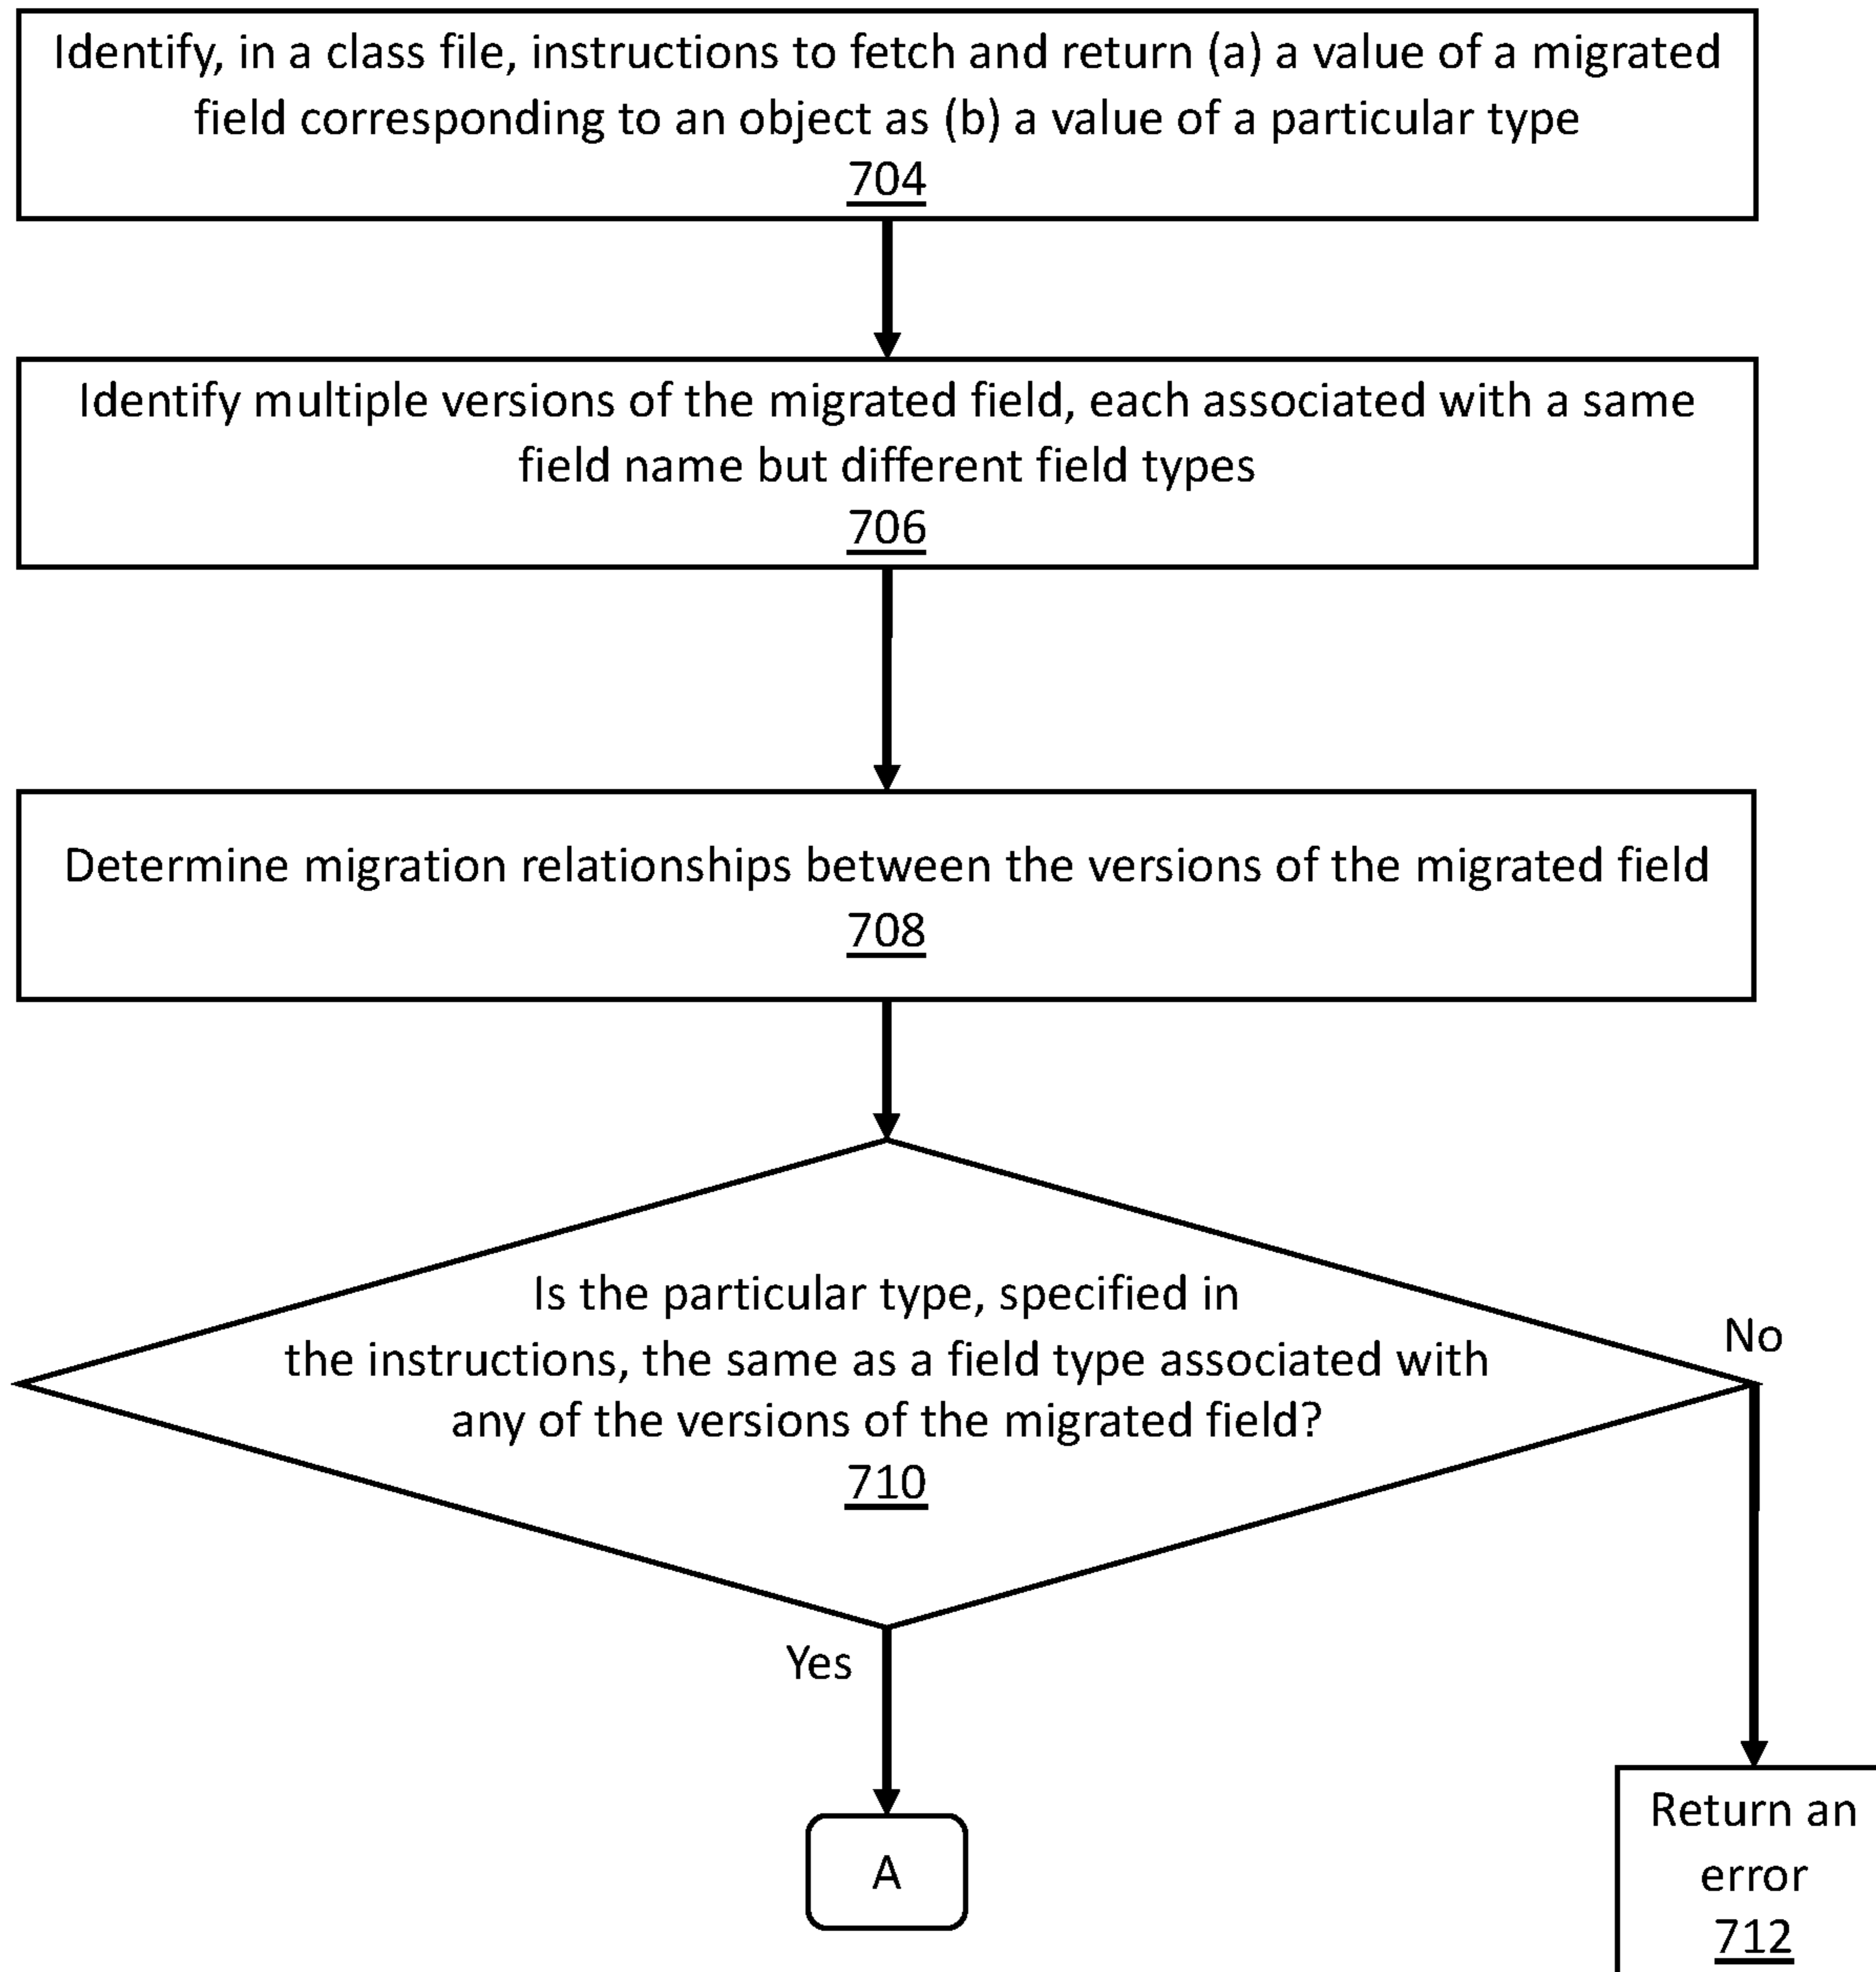 Identify, in a class file, instructions to fetch and return (a) a value of a migrated
field corresponding to an object as (b) a value of a particular type
704
Identify multiple versions of the migrated field, each associated with a same
field name but different field types
706
Determine migration relationships between the versions of the migrated field
708
Is the particular type, specified in
the instructions, the same as a field type associated with
any of the versions of the migrated field?
710
No
Yes
A
Return an
error
712